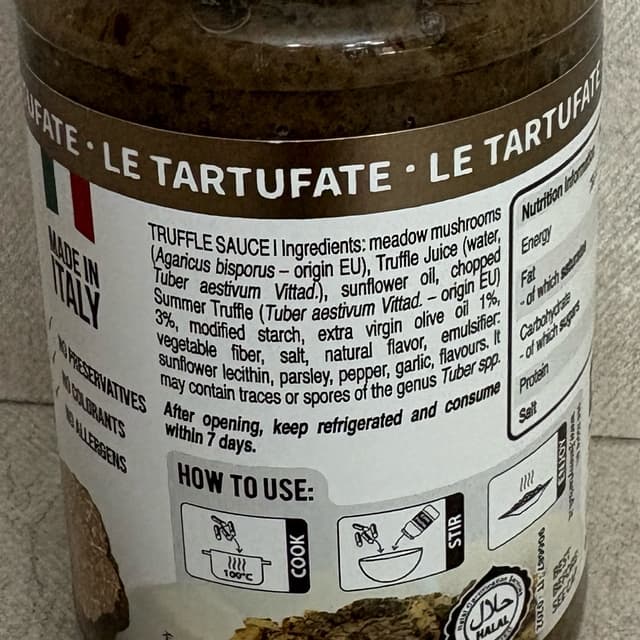 TUFATE · LE TARTUFATE · LE TARTUFATE
MADE IN
ITALY
NO PRESERVATIVES
NO COLORANTS
NO ALLERGENS
TRUFFLE SAUCE | Ingredients: meadow mushrooms
(Agaricus bisporus – origin EU), Truffle Juice (water,
Tuber aestivum Vittad.), sunflower oil, chopped
Summer Truffle (Tuber aestivum Vittad. – origin EU)
3%, modified starch, extra virgin olive oil 1%,
vegetable fiber, salt, natural flavor, emulsifier:
sunflower lecithin, parsley, pepper, garlic, flavours. It
may contain traces or spores of the genus Tuber spp.
After opening, keep refrigerated and consume
within 7 days.
Nutrition Information
Energy
Fat
- of which saturates
Carbohydrate
- of which sugars
Protein
Salt
HOW TO USE:
100°C
COOK
STIR
حلال
HALAL